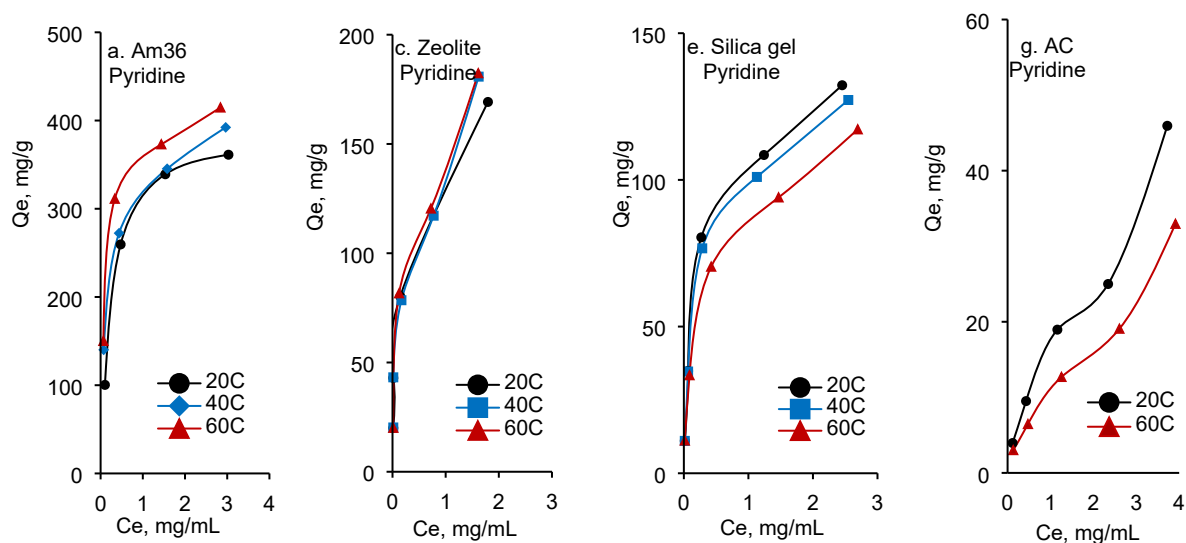 a. Am36
Pyridine
Qe, mg/g
500
400
300
200
100
0
0 1 2 3 4
Ce, mg/mL
20C
40C
60C
c. Zeolite
Pyridine
Qe, mg/g
200
150
100
50
0
0 1 2 3
Ce, mg/mL
20C
40C
60C
e. Silica gel
Pyridine
Qe, mg/g
150
100
50
0
0 1 2 3
Ce, mg/mL
20C
40C
60C
g. AC
Pyridine
Qe, mg/g
60
40
20
0
0 1 2 3 4
Ce, mg/mL
20C
60C